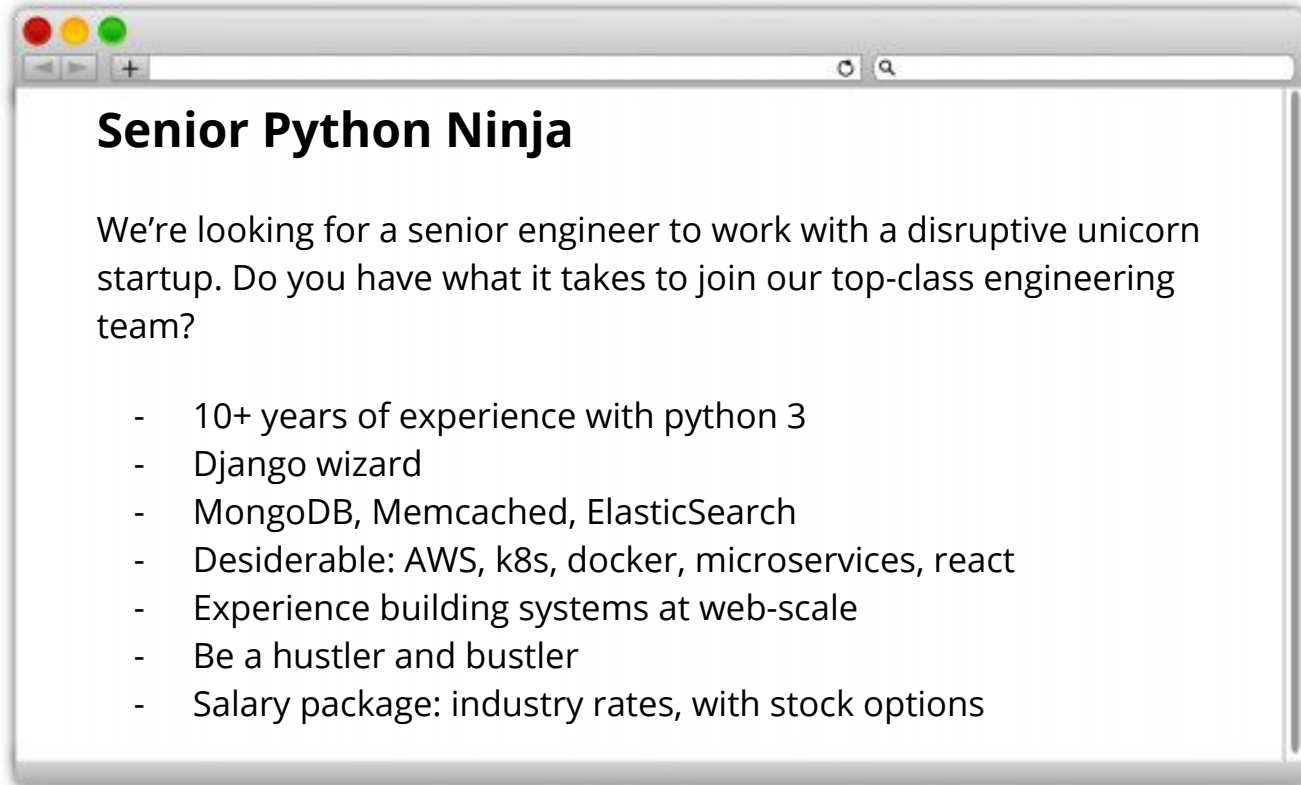 Senior Python Ninja
We’re looking for a senior engineer to work with a disruptive unicorn
startup. Do you have what it takes to join our top-class engineering
team?
- 10+ years of experience with python 3
- Django wizard
- MongoDB, Memcached, ElasticSearch
- Desiderable: AWS, k8s, docker, microservices, react
- Experience building systems at web-scale
- Be a hustler and bustler
- Salary package: industry rates, with stock options